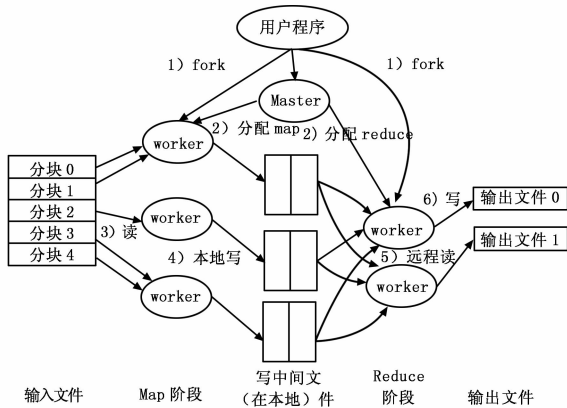 用户程序
1）fork
1）fork
Master
2）分配 map
2）分配 reduce
worker
分块 0
分块 1
分块 2
分块 3
分块 4
3）读
worker
4）本地写
worker
worker
5）远程读
worker
6）写
输出文件 0
输出文件 1
输入文件
Map 阶段
写中间文
（在本地）件
Reduce
阶段
输出文件